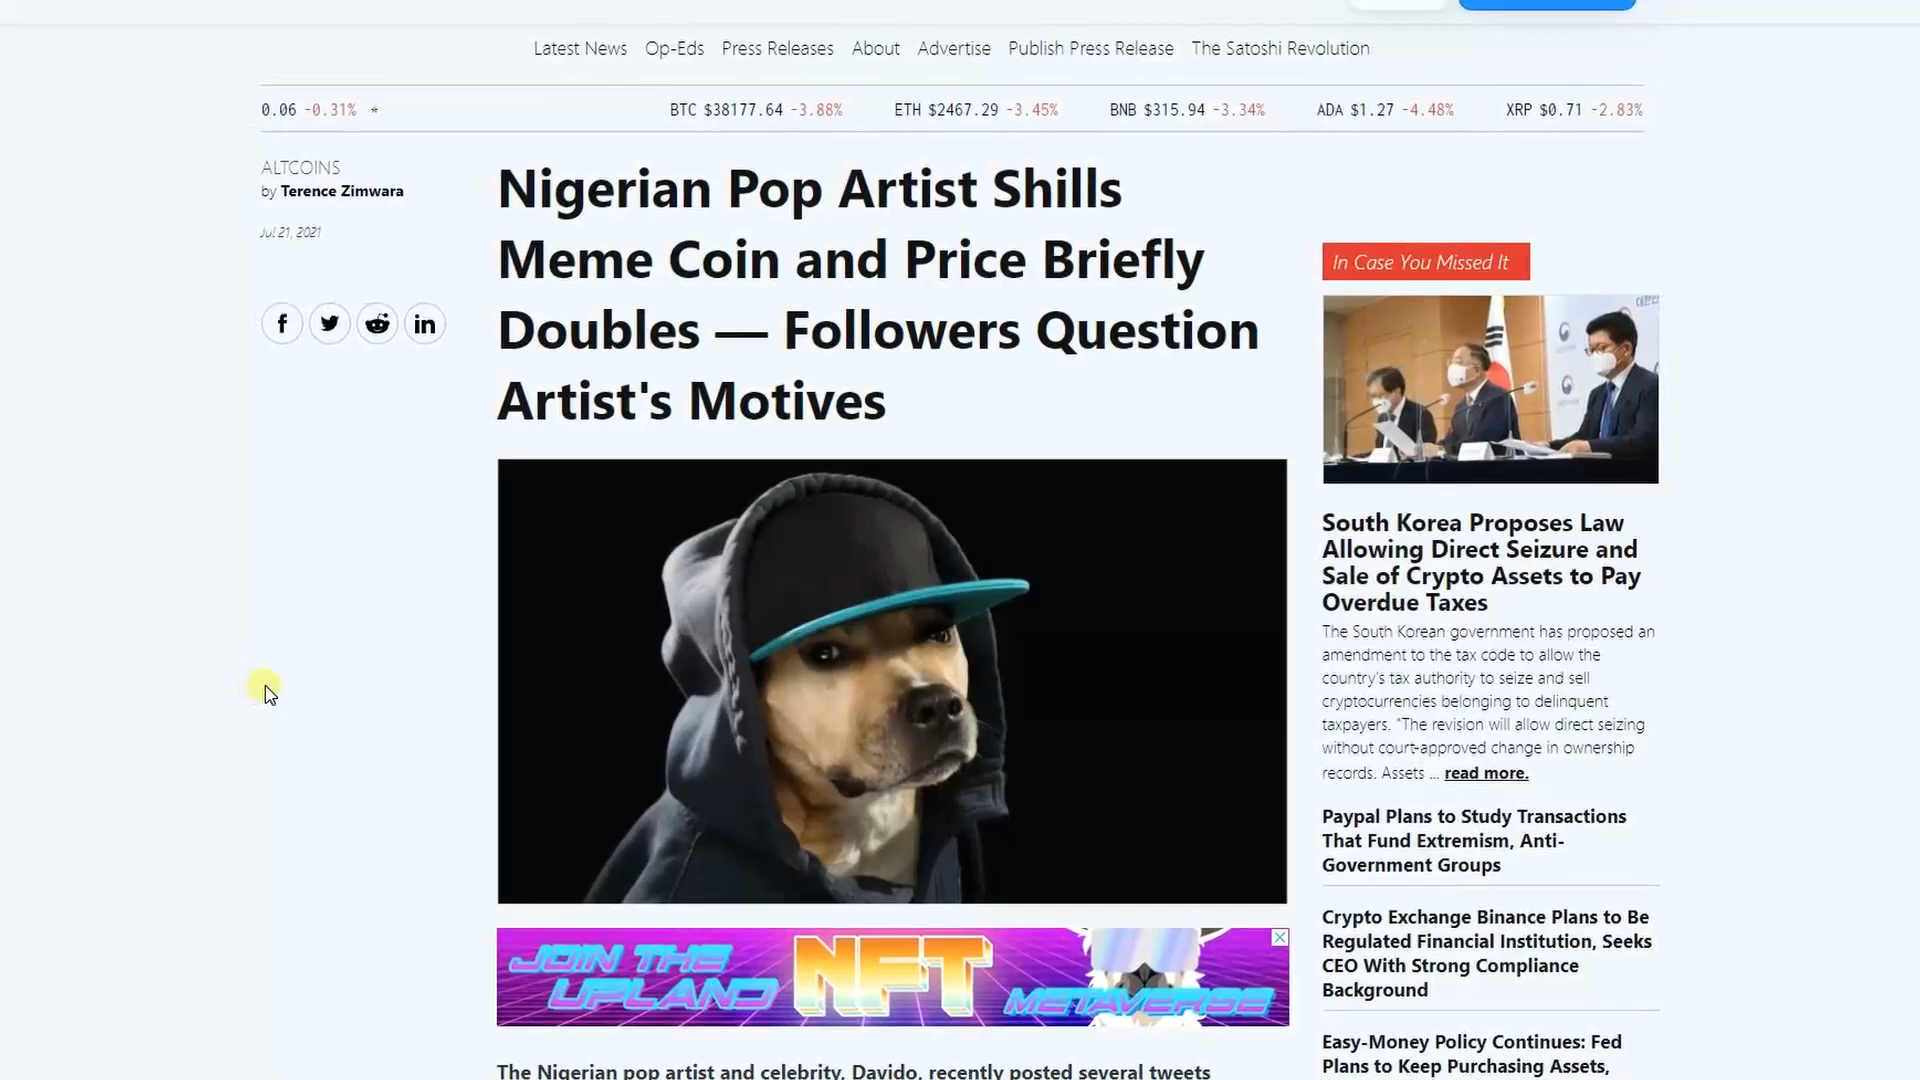 Latest News Op-Eds Press Releases About Advertise Publish Press Release The Satoshi Revolution
0.06 -0.31% * BTC $38177.64 -3.88% ETH $2467.29 -3.45% BNB $315.94 -3.34% ADA $1.27 -4.48% XRP $0.71 -2.83%
ALTCOINS
by Terence Zimwara
Jul 21, 2021
Nigerian Pop Artist Shills
Meme Coin and Price Briefly
Doubles — Followers Question
Artist's Motives
JOIN THE
UPLAND
NFT
METAVERSE
The Nigerian pop artist and celebrity, Davido, recently posted several tweets
In Case You Missed It
South Korea Proposes Law
Allowing Direct Seizure and
Sale of Crypto Assets to Pay
Overdue Taxes
The South Korean government has proposed an
amendment to the tax code to allow the
country's tax authority to seize and sell
cryptocurrencies belonging to delinquent
taxpayers. "The revision will allow direct seizing
without court-approved change in ownership
records. Assets ... read more.
Paypal Plans to Study Transactions
That Fund Extremism, Anti-
Government Groups
Crypto Exchange Binance Plans to Be
Regulated Financial Institution, Seeks
CEO With Strong Compliance
Background
Easy-Money Policy Continues: Fed
Plans to Keep Purchasing Assets,